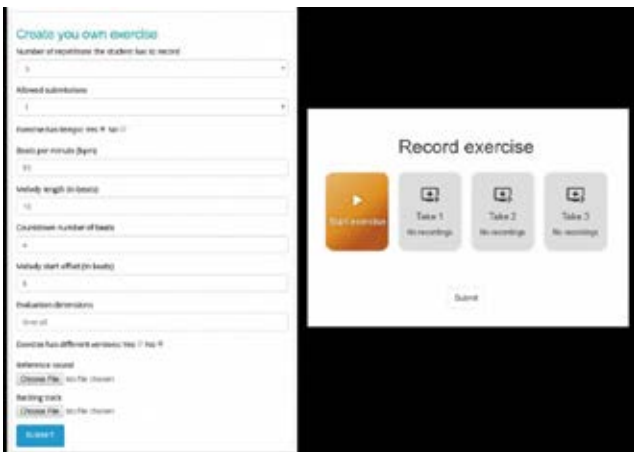 Create you own exercise
Number of repetitions the student has to record
3
Allowed submissions
1
Exercise has tempo: Yes No
Beats per minute (bpm)
Melody length (in beats)
Countdown number of beats
4
Melody start offset (in beats)
Evaluation dimensions
Overall
Exercise has different versions: Yes No
Reference sound
Choose File No file chosen
Backing track
Choose File No file chosen
SUBMIT
Record exercise
Start exercise
Take 1
No recordings
Take 2
No recordings
Take 3
No recordings
Submit